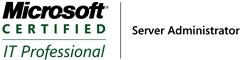 Microsoft®
CERTIFIED
IT Professional
Server Administrator